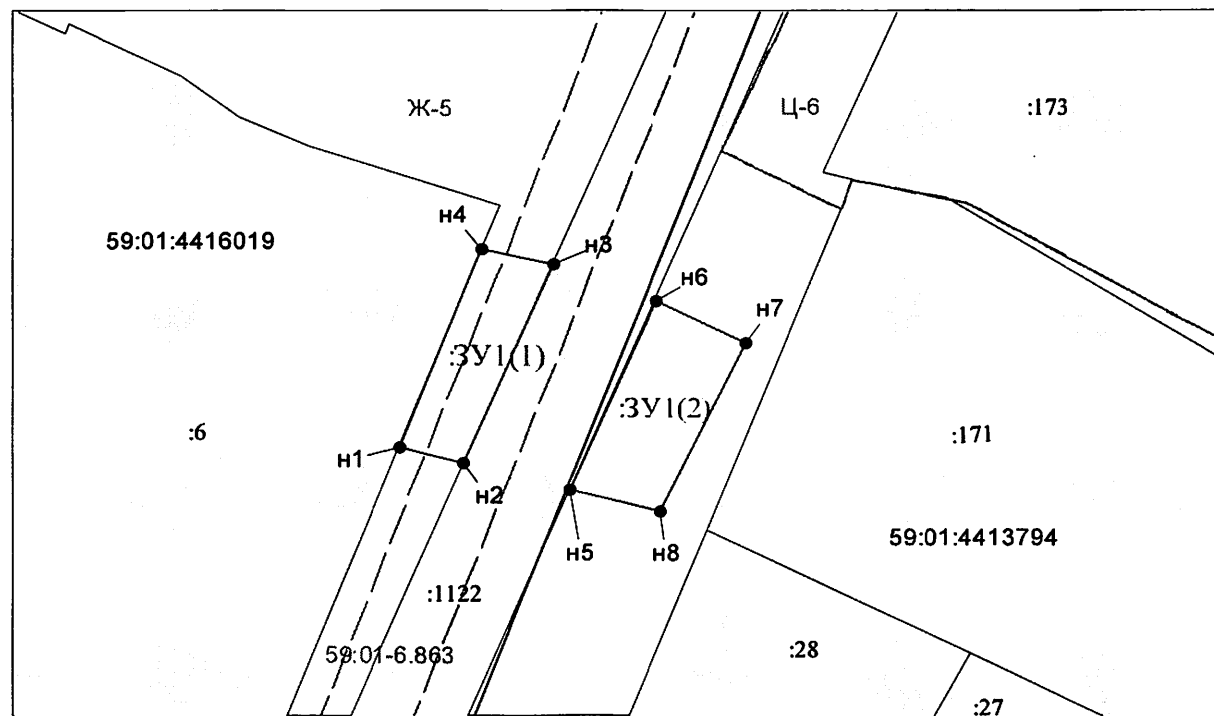 Ж-5
Ц-6
:173
н4
н3
59:01:4416019
н6
н7
:ЗУ1(1)
:ЗУ1(2)
:6
:171
н1
н2
н5
н8
59:01:4413794
:1122
59:01-6.863
:28
:27